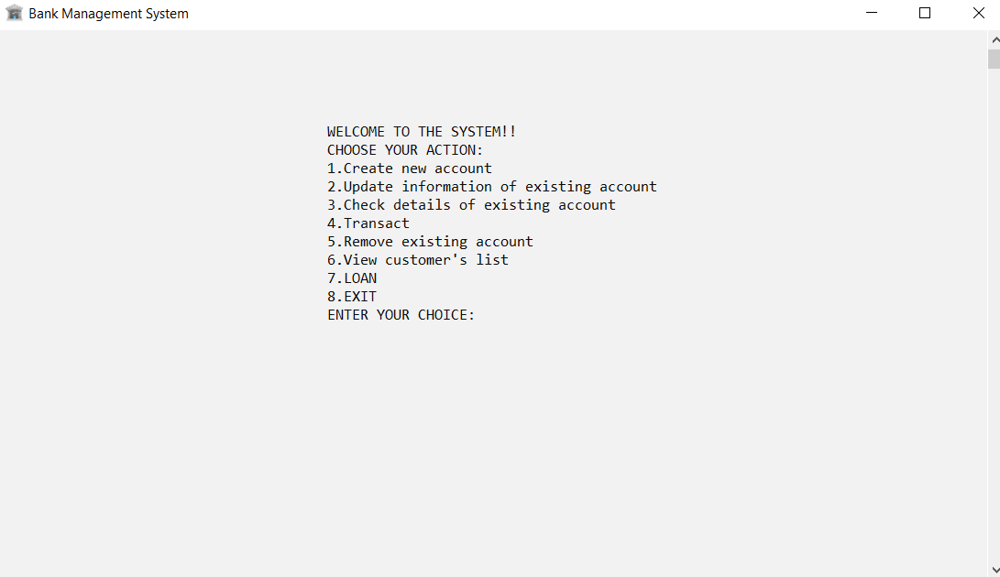 Bank Management System
WELCOME TO THE SYSTEM!!
CHOOSE YOUR ACTION:
1.Create new account
2.Update information of existing account
3.Check details of existing account
4.Transact
5.Remove existing account
6.View customer's list
7.LOAN
8.EXIT
ENTER YOUR CHOICE: